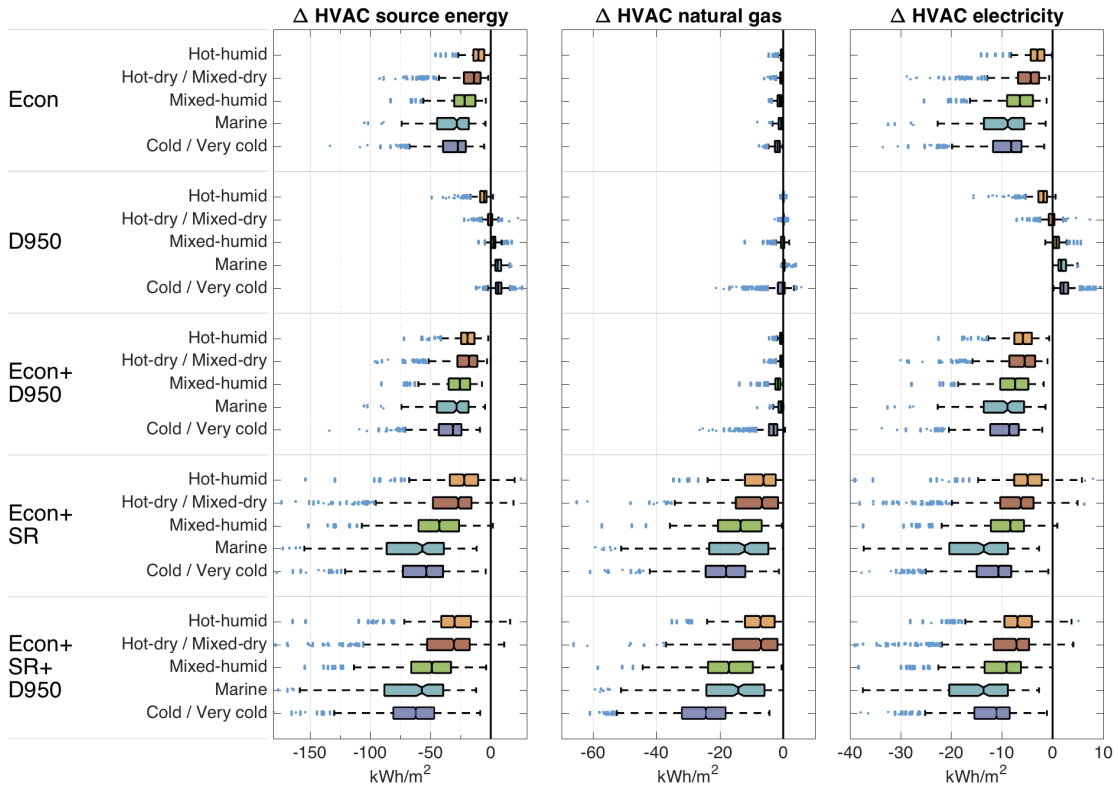 Δ HVAC source energy
Δ HVAC natural gas
Δ HVAC electricity
Econ
Hot-humid
Hot-dry / Mixed-dry
Mixed-humid
Marine
Cold / Very cold
D950
Hot-humid
Hot-dry / Mixed-dry
Mixed-humid
Marine
Cold / Very cold
Econ+
D950
Hot-humid
Hot-dry / Mixed-dry
Mixed-humid
Marine
Cold / Very cold
Econ+
SR
Hot-humid
Hot-dry / Mixed-dry
Mixed-humid
Marine
Cold / Very cold
Econ+
SR+
D950
Hot-humid
Hot-dry / Mixed-dry
Mixed-humid
Marine
Cold / Very cold
-150 -100 -50 0
-60 -40 -20 0
-40 -30 -20 -10 0 10
kWh/m²
kWh/m²
kWh/m²